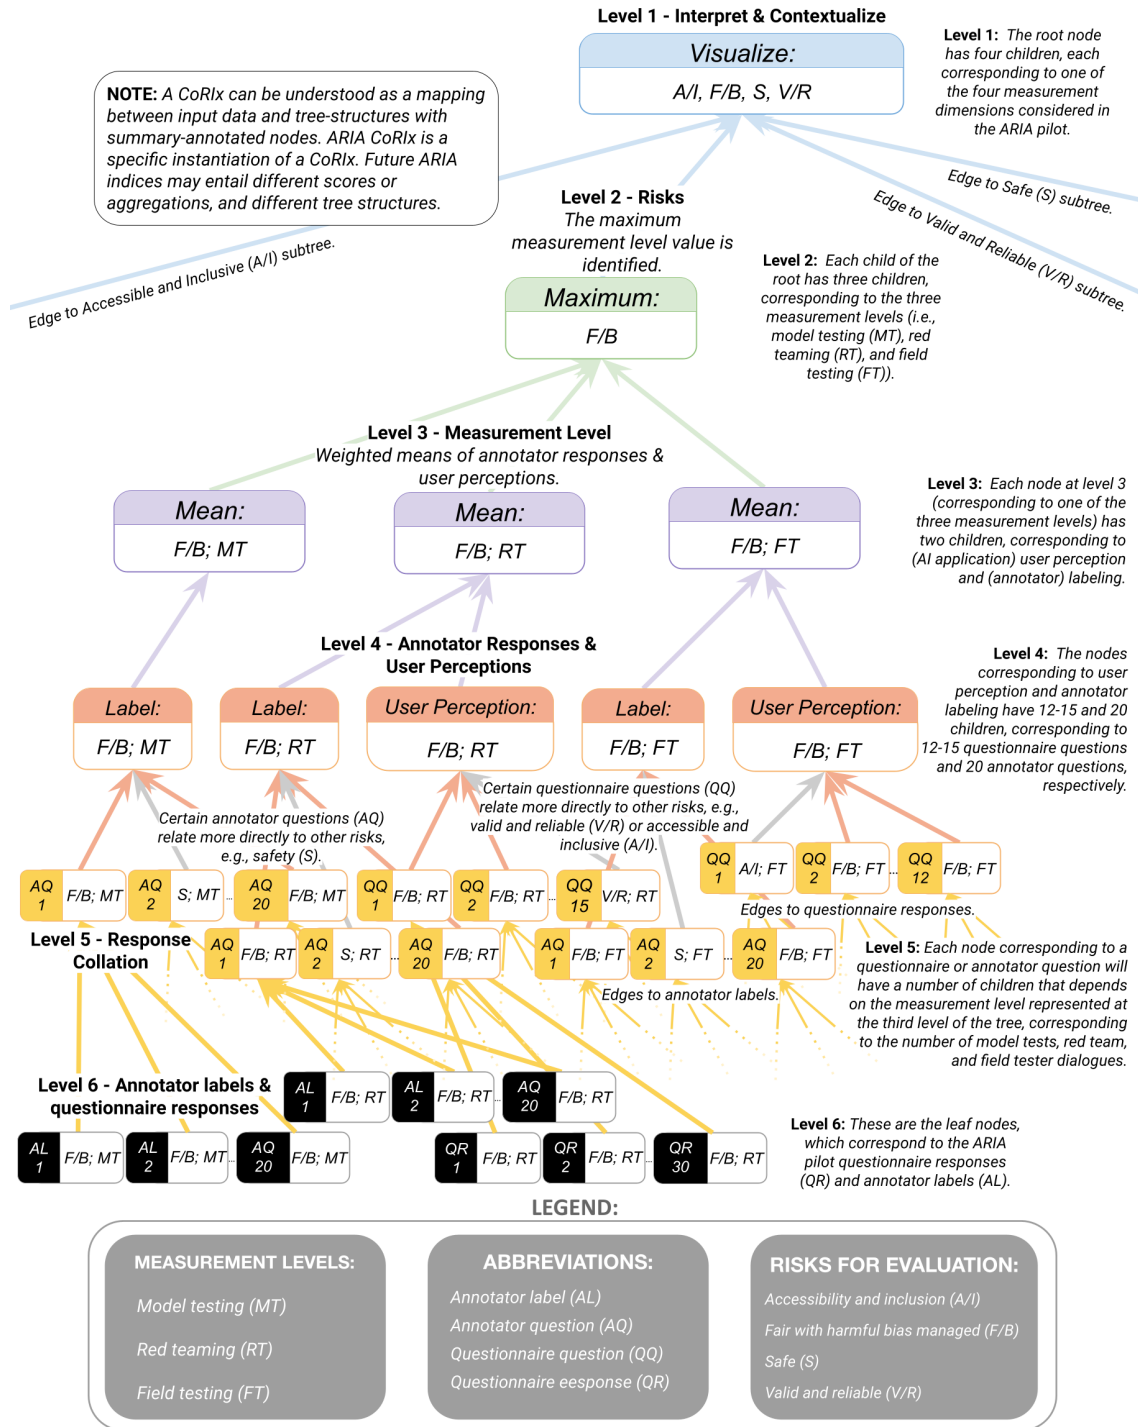 Level 1 - Interpret & Contextualize
Visualize:
A/I, F/B, S, V/R
Level 1: The root node
has four children, each
corresponding to one of
the four measurement
dimensions considered in
the ARIA pilot.
NOTE: A CoRIx can be understood as a mapping
between input data and tree-structures with
summary-annotated nodes. ARIA CoRIx is a
specific instantiation of a CoRIx. Future ARIA
indices may entail different scores or
aggregations, and different tree structures.
Edge to Safe (S) subtree.
Edge to Valid and Reliable (V/R) subtree.
Edge to Accessible and Inclusive (A/I) subtree.
Level 2 - Risks
The maximum
measurement level value is
identified.
Level 2: Each child of the
root has three children,
corresponding to the three
measurement levels (i.e.,
model testing (MT), red
teaming (RT), and field
testing (FT)).
Maximum:
F/B
Level 3 - Measurement Level
Weighted means of annotator responses &
user perceptions.
Level 3: Each node at level 3
(corresponding to one of the
three measurement levels) has
two children, corresponding to
(AI application) user perception
and (annotator) labeling.
Mean:
F/B; MT
Mean:
F/B; RT
Mean:
F/B; FT
Level 4 - Annotator Responses &
User Perceptions
Level 4: The nodes
corresponding to user
perception and annotator
labeling have 12-15 and 20
children, corresponding to
12-15 questionnaire questions
and 20 annotator questions,
respectively.
Label:
F/B; MT
Label:
F/B; RT
User Perception:
F/B; RT
Label:
F/B; FT
User Perception:
F/B; FT
Certain annotator questions (AQ)
relate more directly to other risks,
e.g., safety (S).
Certain questionnaire questions (QQ)
relate more directly to other risks, e.g.,
valid and reliable (V/R) or accessible and
inclusive (A/I).
QQ 1 A/I; FT
QQ 2 F/B; FT...
QQ 12 F/B; FT
AQ 1 F/B; MT
AQ 2 S; MT ...
AQ 20 F/B; MT
QQ 1 F/B; RT
QQ 2 F/B; RT...
QQ 15 V/R; RT
Edges to questionnaire responses.
Level 5 - Response
Collation
AQ 1 F/B; RT
AQ 2 S; RT ...
AQ 20 F/B; RT
AQ 1 F/B; FT
AQ 2 S; FT ...
AQ 20 F/B; FT
Edges to annotator labels.
Level 5: Each node corresponding to a
questionnaire or annotator question will
have a number of children that depends
on the measurement level represented at
the third level of the tree, corresponding
to the number of model tests, red team,
and field tester dialogues.
Level 6 - Annotator labels &
questionnaire responses
AL 1 F/B; RT
AL 2 F/B; RT...
AQ 20 F/B; RT
AL 1 F/B; MT
AL 2 F/B; MT...
AQ 20 F/B; MT
QR 1 F/B; RT
QR 2 F/B; RT...
QR 30 F/B; RT
Level 6: These are the leaf nodes,
which correspond to the ARIA
pilot questionnaire responses
(QR) and annotator labels (AL).
LEGEND:
MEASUREMENT LEVELS:
Model testing (MT)
Red teaming (RT)
Field testing (FT)
ABBREVIATIONS:
Annotator label (AL)
Annotator question (AQ)
Questionnaire question (QQ)
Questionnaire eesponse (QR)
RISKS FOR EVALUATION:
Accessibility and inclusion (A/I)
Fair with harmful bias managed (F/B)
Safe (S)
Valid and reliable (V/R)